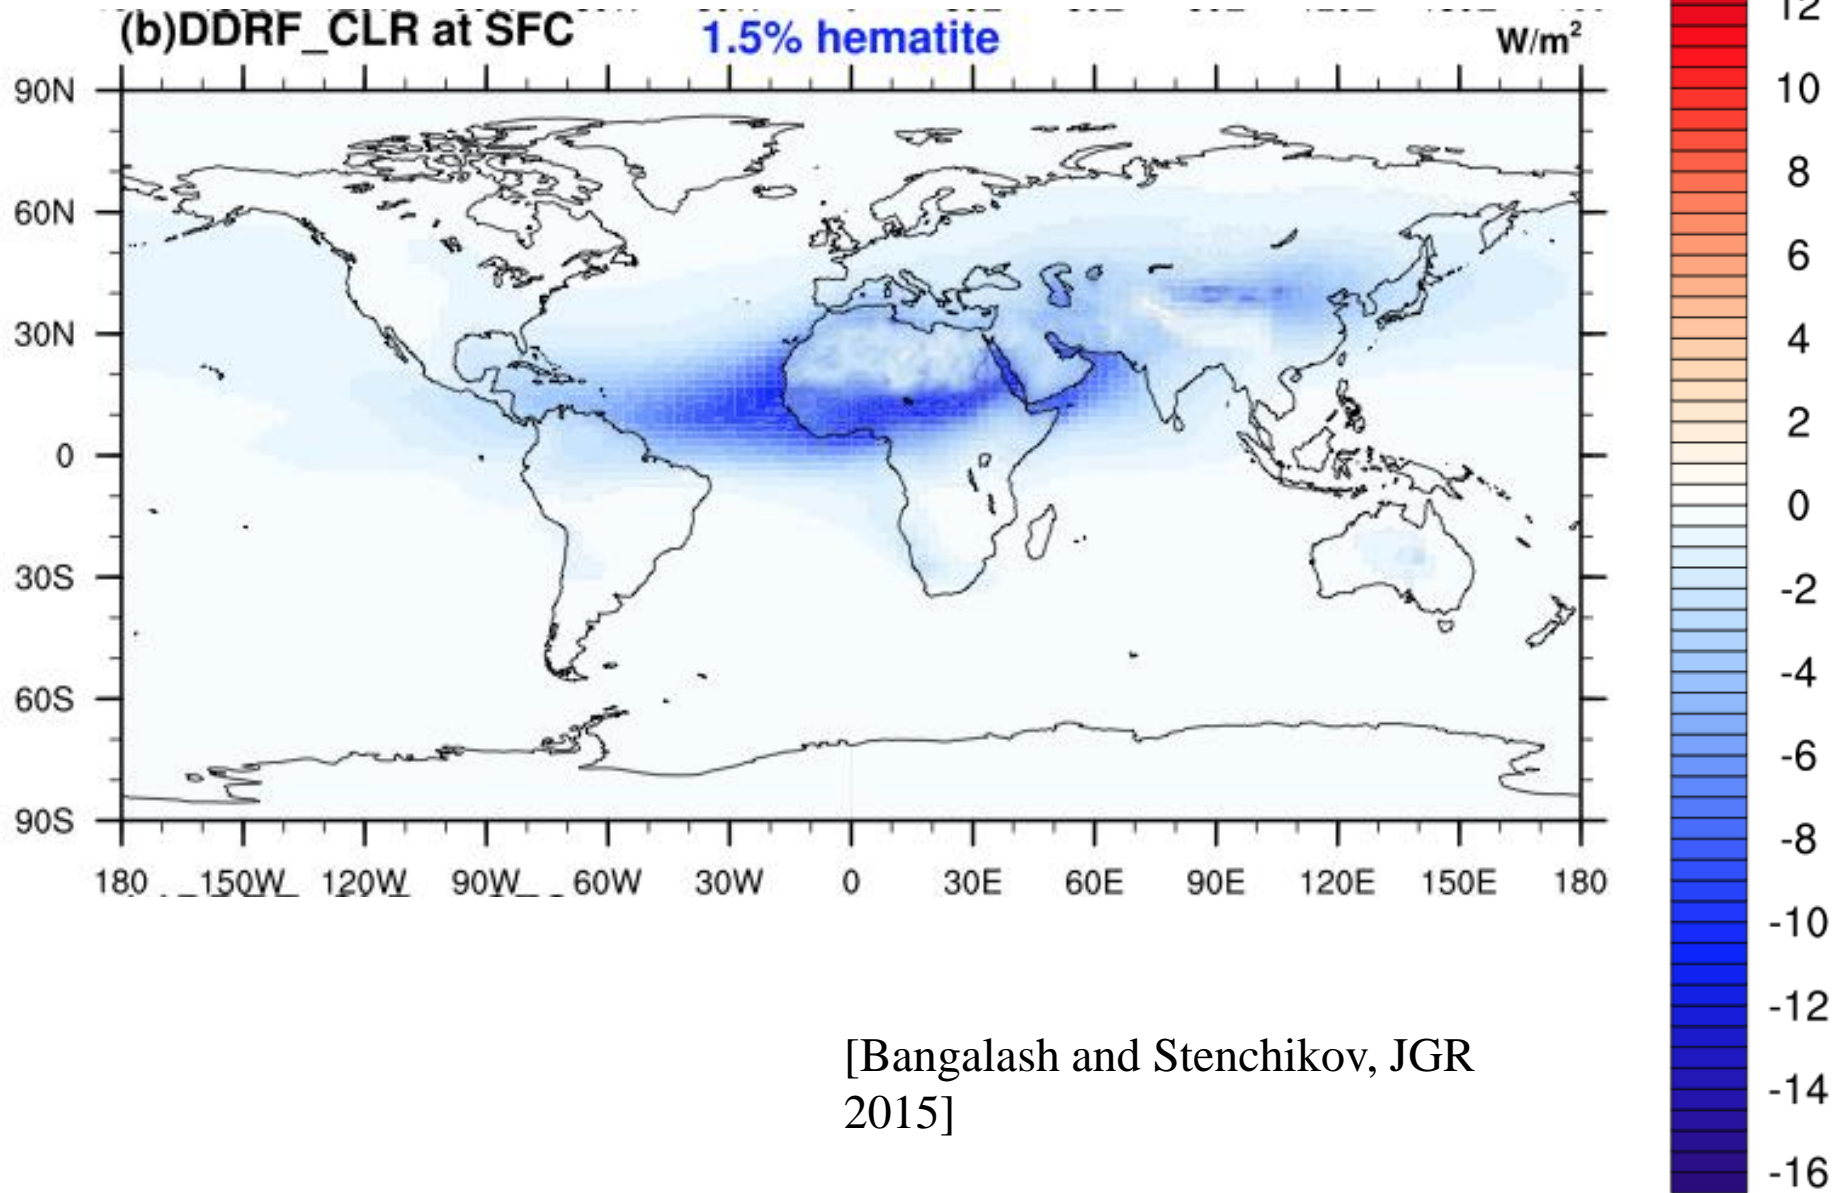 (b)DDRF_CLR at SFC 1.5% hematite W/m²
90N
60N
30N
0
30S
60S
90S
180 150W 120W 90W 60W 30W 0 30E 60E 90E 120E 150E 180
12
10
8
6
4
2
0
-2
-4
-6
-8
-10
-12
-14
-16
[Bangalash and Stenchikov, JGR
2015]